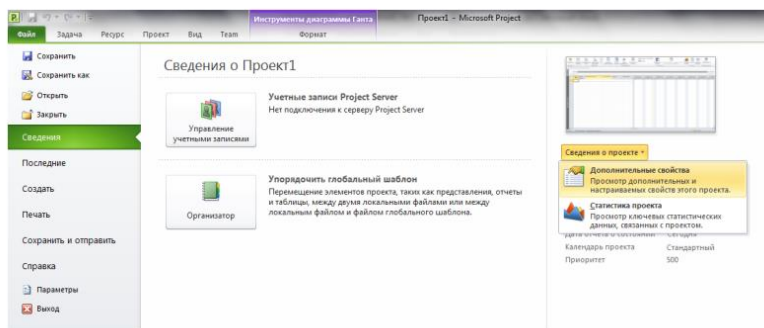 Инструменты диаграммы Ганта
Проект1 - Microsoft Project
Файл Задача Ресурс Проект Вид Team Формат
Сохранить
Сохранить как
Открыть
Закрыть
Сведения
Последние
Создать
Печать
Сохранить и отправить
Справка
Параметры
Выход
Сведения о Проект1
Управление
учетными записями
Учетные записи Project Server
Нет подключения к серверу Project Server
Организатор
Упорядочить глобальный шаблон
Перемещение элементов проекта, таких как представления, отчеты
и таблицы, между двумя локальными файлами или между
локальным файлом и файлом глобального шаблона.
Сведения о проекте
Дополнительные свойства
Просмотр дополнительных и
настраиваемых свойств этого проекта.
Статистика проекта
Просмотр ключевых статистических
данных, связанных с проектом.
Дата отчета о состоянии Сегодня
Календарь проекта Стандартный
Приоритет 500